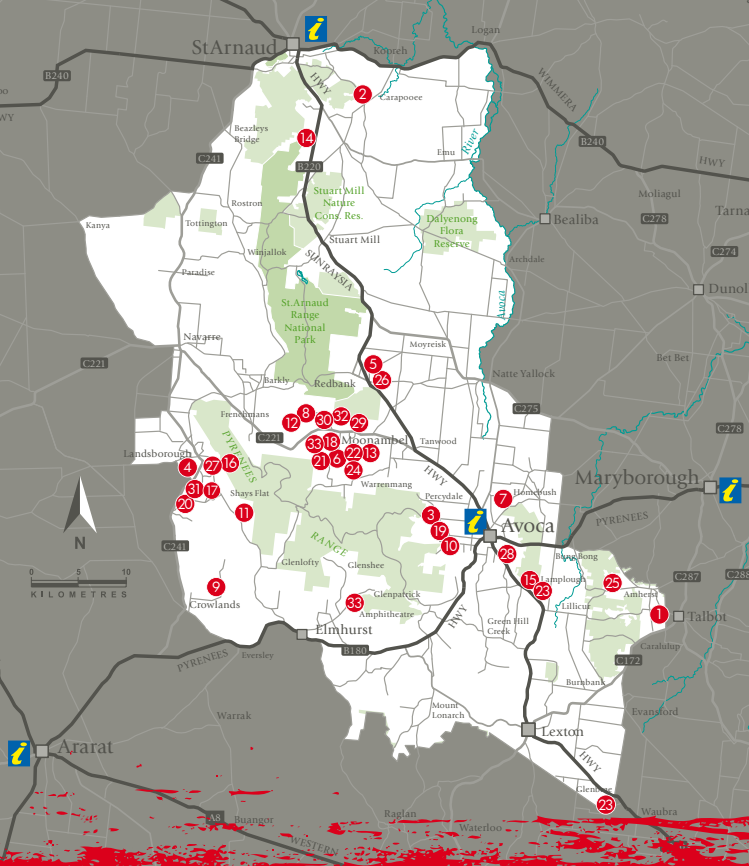 Logan
i
StArnaud
Kooreh
HWY
WIMMERA
B240
2
Carapooee
Beazleys
Bridge
14
River
B240
C241
Emu
HWY
B220
Stuart Mill
Nature
Cons. Res.
Moliagul
Rostron
Tottington
Dalyenong
Flora
Reserve
Bealiba
C278
Tarna
Kanya
Stuart Mill
Winjallok
SUNRAYSIA
C274
Archdale
Paradise
Avoca
Dunol
St.Arnaud
Range
National
Park
Navarre
Moyreisk
Bet Bet
C221
5
Natte Yallock
Barkly
Redbank
26
C275
Frenchmans
8
12
30
32
29
C278
C221
PYRENEES
33
18
Moonambel
Tanwood
Landsborough
22
13
4
27
16
21
6
24
HWY
Maryborough
i
31
17
Shays Flat
Warrenmang
Percydale
7
Homebush
20
11
3
i
Avoca
PYRENEES
N
19
RANGE
C241
10
28
Bung Bong
Glenlofty
Glenshee
0
5
10
KILOMETRES
15
Lamplough
25
C287
C288
9
23
Amherst
Glenpatrick
Crowlands
33
Amphitheatre
Lillicur
1
Talbot
HWY
Green Hill
Creek
Elmhurst
Caralulup
B180
Eversley
PYRENEES
C172
Burnbank
Mount
Lonarch
Evansford
Warrak
Lexton
i
Ararat
HWY
Glenbrae
23
A8
Buangor
Raglan
Waubra
Waterloo
WESTERN